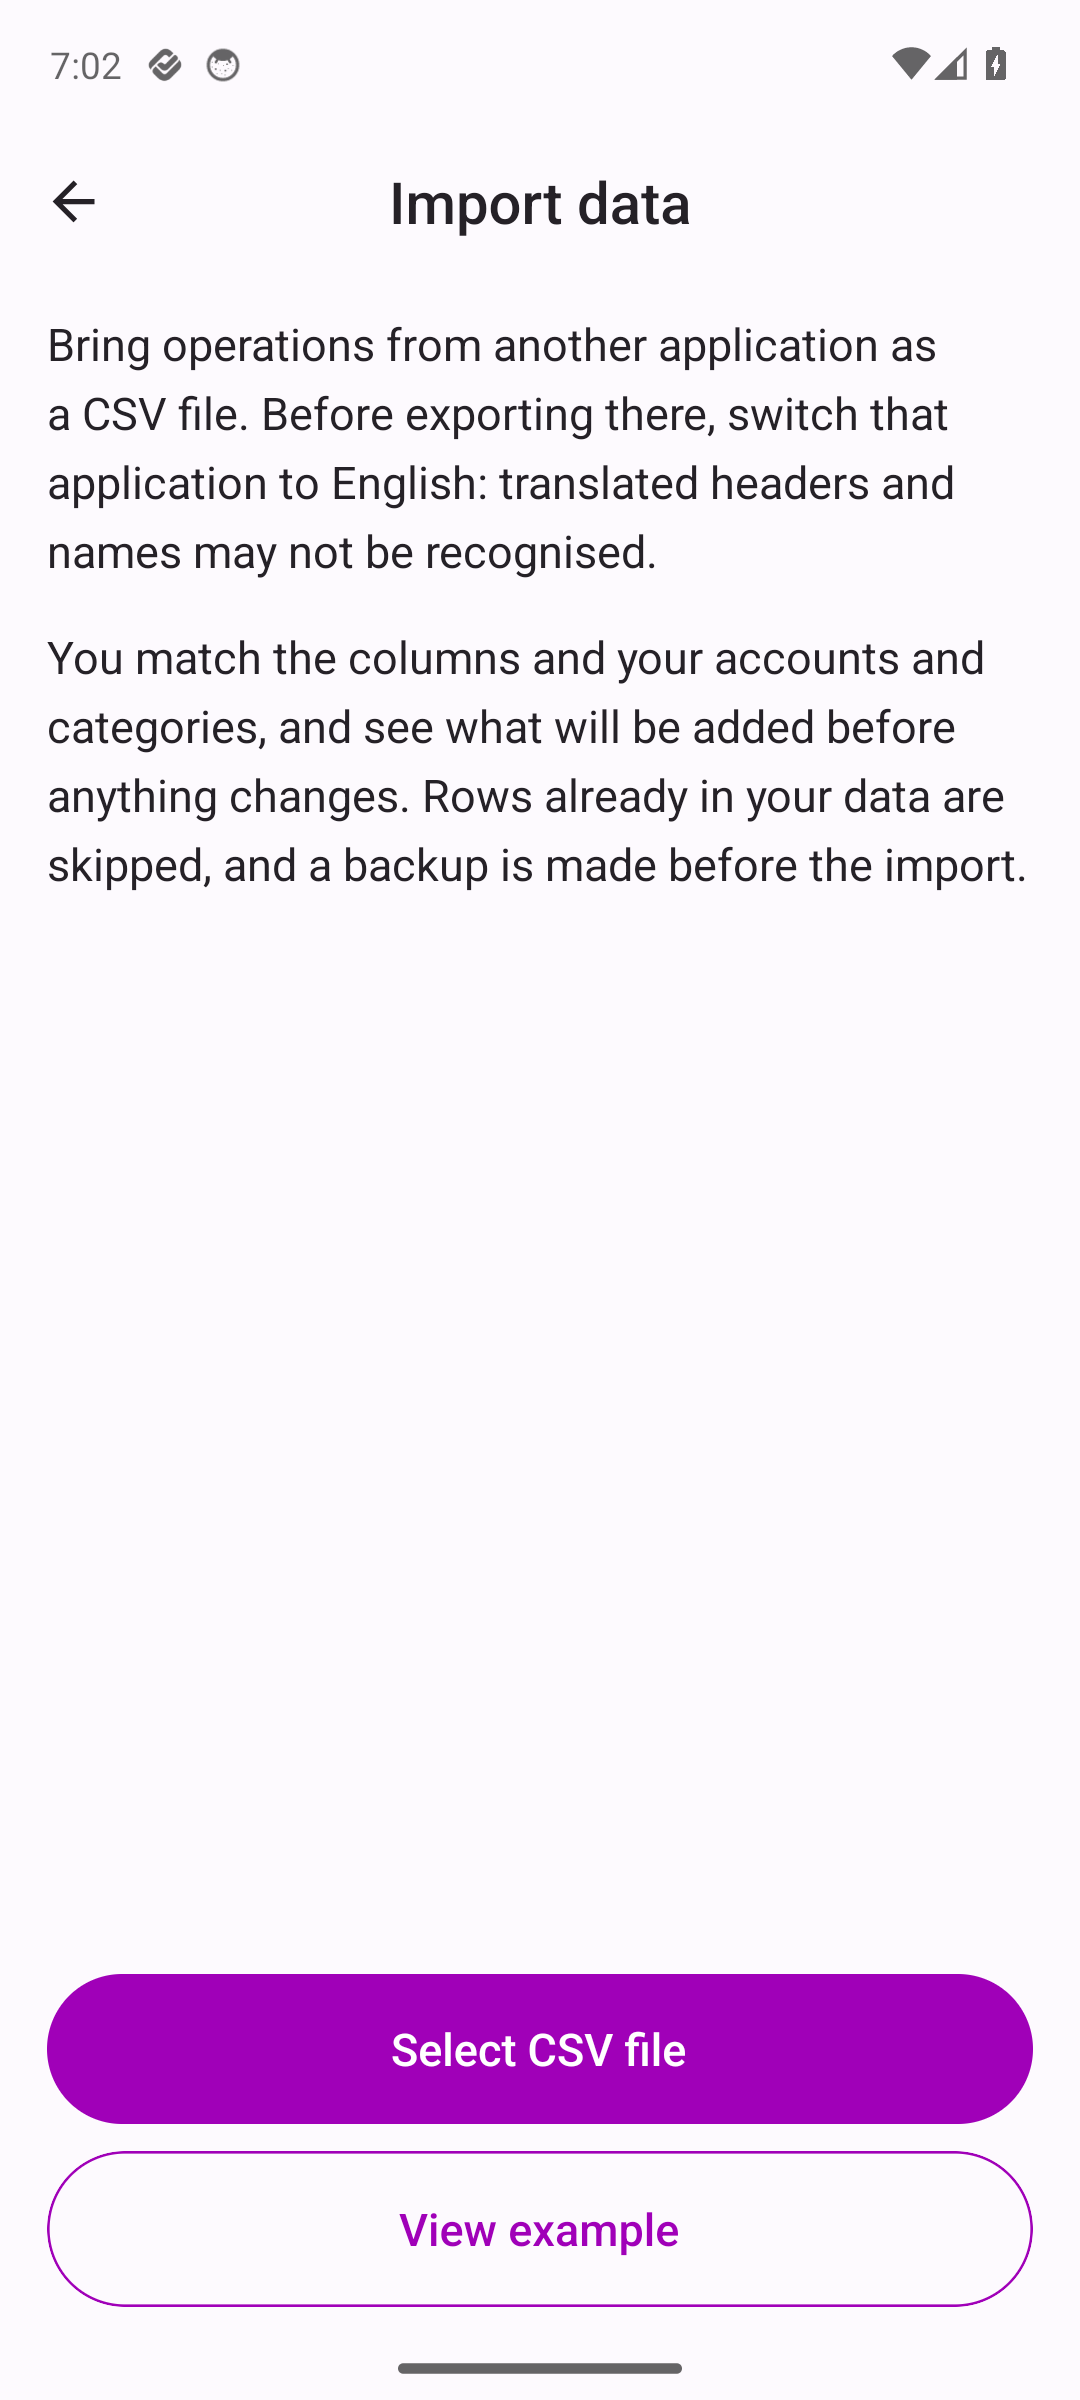 7:02
Import data
Bring operations from another application as
a CSV file. Before exporting there, switch that
application to English: translated headers and
names may not be recognised.
You match the columns and your accounts and
categories, and see what will be added before
anything changes. Rows already in your data are
skipped, and a backup is made before the import.
Select CSV file
View example